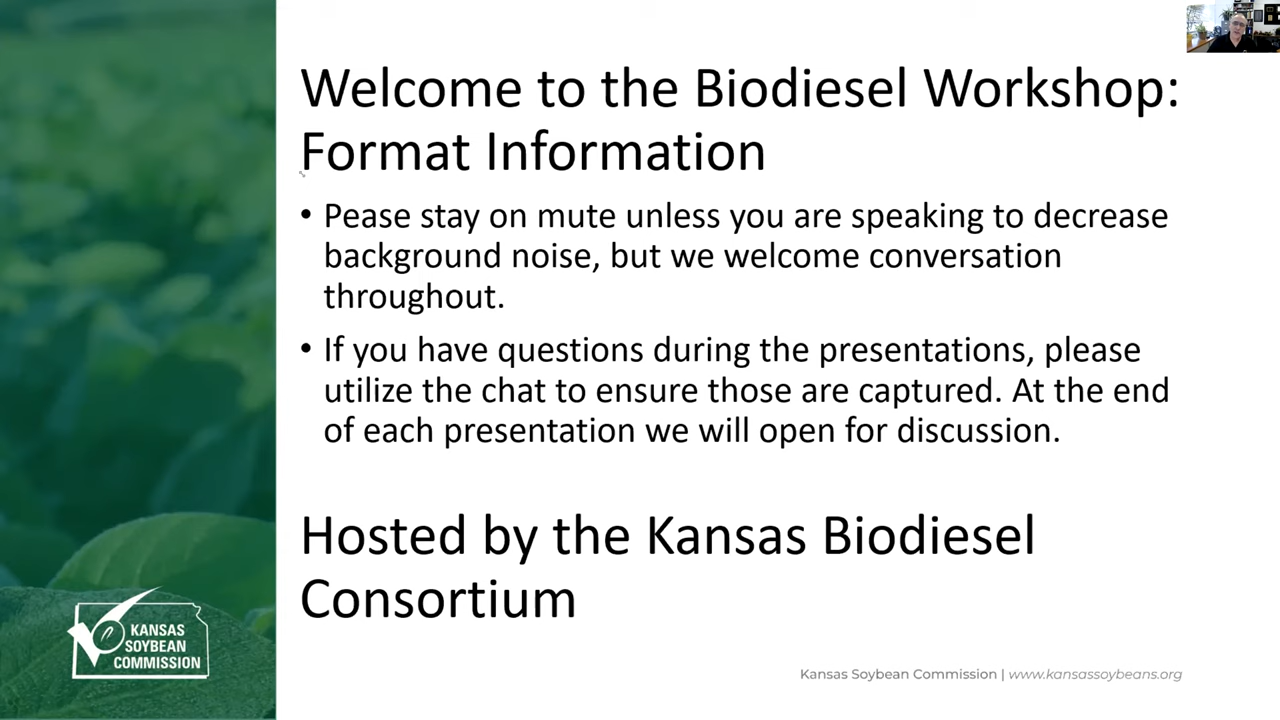 Welcome to the Biodiesel Workshop:
Format Information
• Pease stay on mute unless you are speaking to decrease
background noise, but we welcome conversation
throughout.
• If you have questions during the presentations, please
utilize the chat to ensure those are captured. At the end
of each presentation we will open for discussion.
Hosted by the Kansas Biodiesel
Consortium
KANSAS
SOYBEAN
COMMISSION
Kansas Soybean Commission | www.kansassoybeans.org